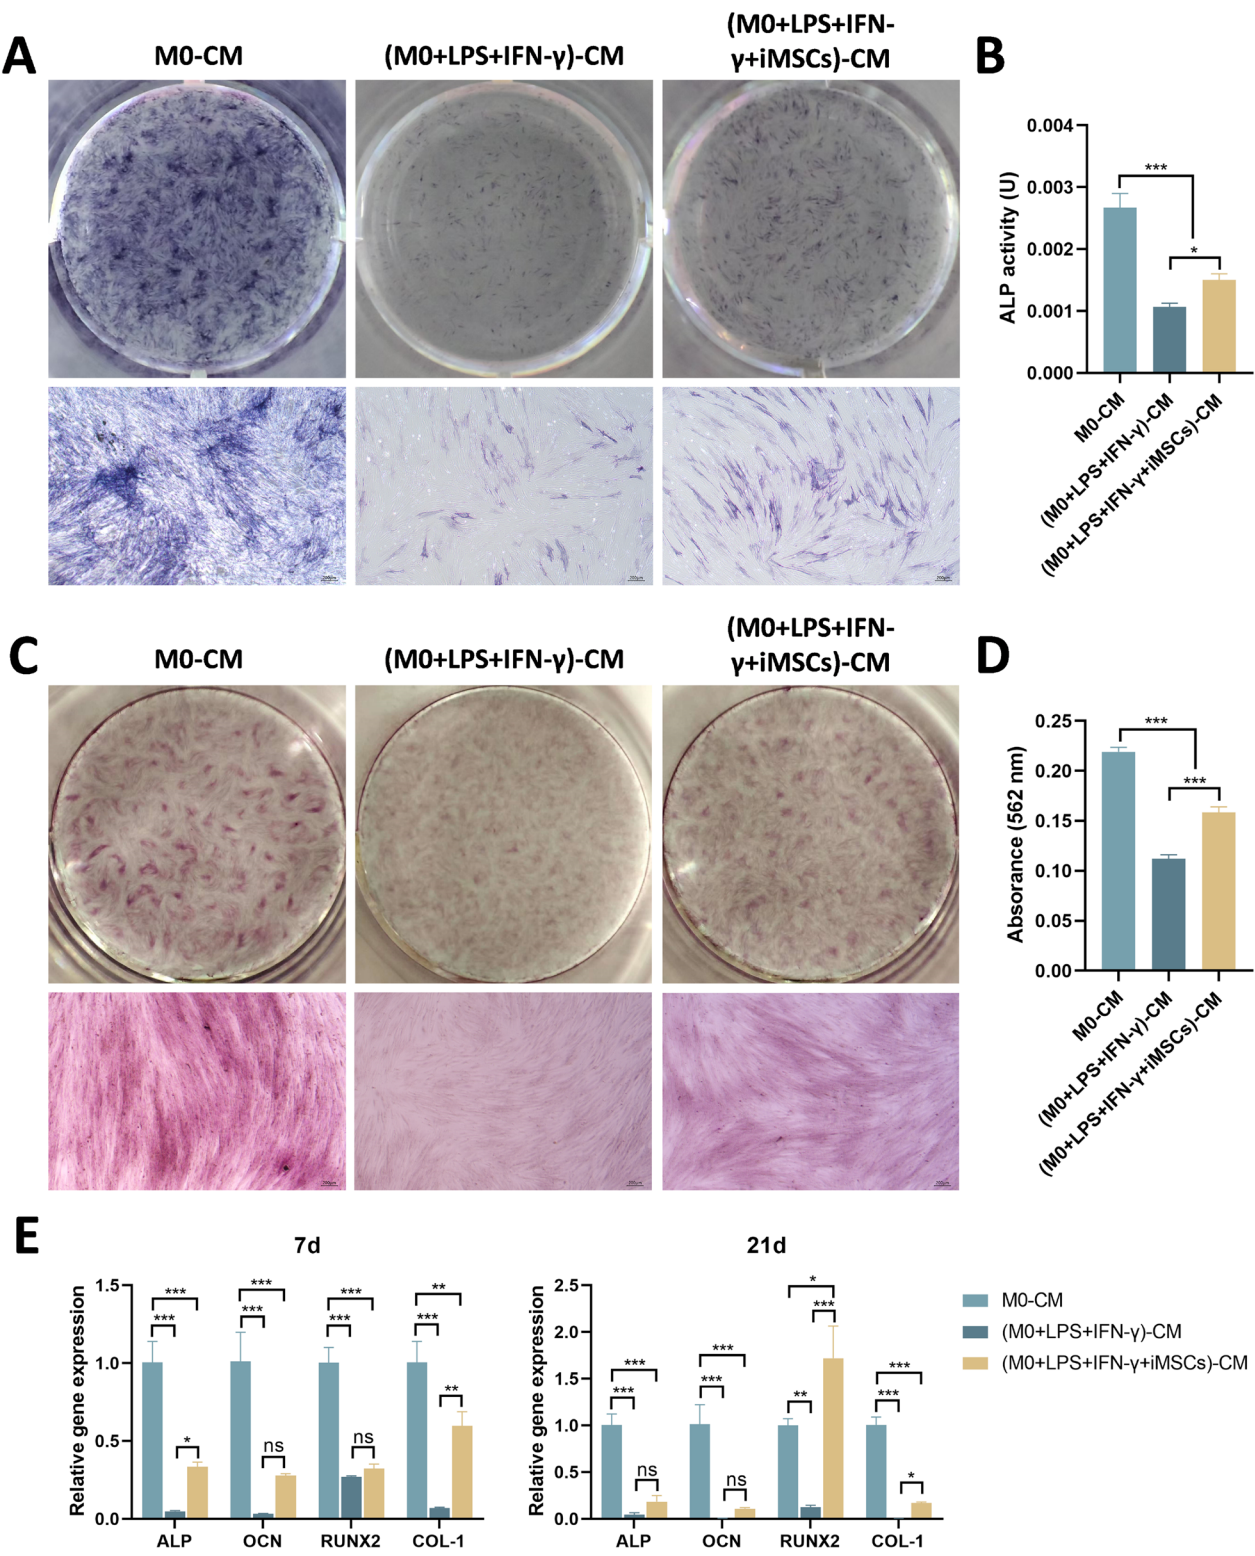 A
M0-CM
(M0+LPS+IFN-γ)-CM
(M0+LPS+IFN-
γ+iMSCs)-CM
B
ALP activity (U)
0.004
0.003
0.002
0.001
0.000
***
*
M0-CM
(M0+LPS+IFN-γ)-CM
(M0+LPS+IFN-γ+iMSCs)-CM
C
M0-CM
(M0+LPS+IFN-γ)-CM
(M0+LPS+IFN-
γ+iMSCs)-CM
D
Absorance (562 nm)
0.25
0.20
0.15
0.10
0.05
0.00
***
***
M0-CM
(M0+LPS+IFN-γ)-CM
(M0+LPS+IFN-γ+iMSCs)-CM
E
7d
Relative gene expression
1.5
1.0
0.5
0.0
*** *** *** **
*** *** *** ***
* ns ns **
ALP OCN RUNX2 COL-1
21d
Relative gene expression
2.5
2.0
1.5
1.0
0.5
0.0
*
***
*** *** ***
*** *** ** ***
ns ns *
ALP OCN RUNX2 COL-1
M0-CM
(M0+LPS+IFN-γ)-CM
(M0+LPS+IFN-γ+iMSCs)-CM